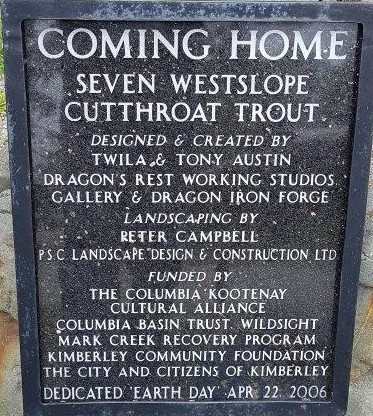 COMING HOME
SEVEN WESTSLOPE
CUTTHROAT TROUT
DESIGNED & CREATED BY
TWILA & TONY AUSTIN
DRAGON'S REST WORKING STUDIOS
GALLERY & DRAGON IRON FORGE
LANDSCAPING BY
PETER CAMPBELL
P.S.C. LANDSCAPE DESIGN & CONSTRUCTION LTD
FUNDED BY
THE COLUMBIA KOOTENAY
CULTURAL ALLIANCE
COLUMBIA BASIN TRUST, WILDSIGHT
MARK CREEK RECOVERY PROGRAM
KIMBERLEY COMMUNITY FOUNDATION
THE CITY AND CITIZENS OF KIMBERLEY
DEDICATED 'EARTH DAY' APR. 22. 2006